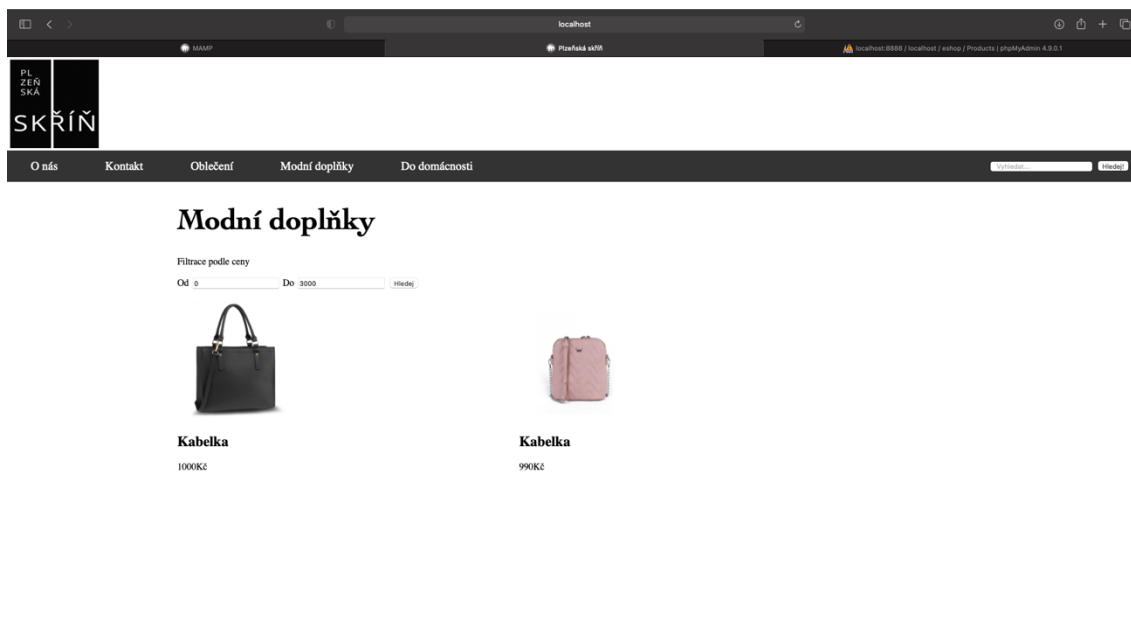 localhost
MAMP
Plzeňská skříň
localhost:8888 / localhost / eshop / Products | phpMyAdmin 4.9.0.1
PL
ZEŇ
SKÁ
SKŘÍŇ
O nás Kontakt Oblečení Modní doplňky Do domácnosti Vyhledat... Hledej!
Modní doplňky
Filtrace podle ceny
Od 0 Do 3000 Hledej
Kabelka Kabelka
1000Kč 990Kč